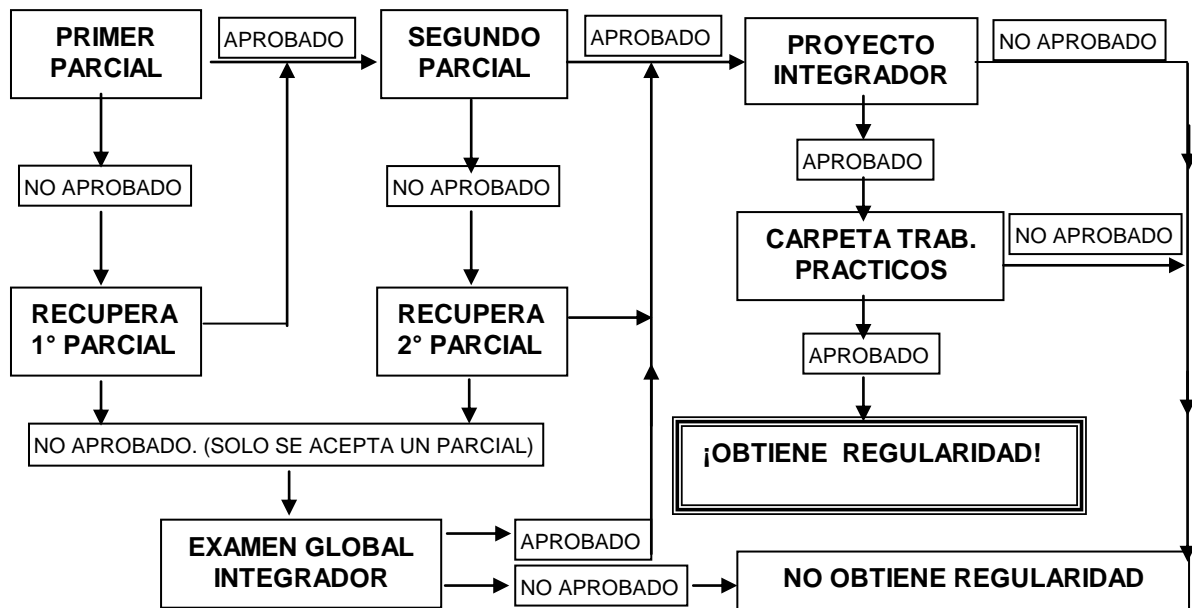 PRIMER
PARCIAL
APROBADO
SEGUNDO
PARCIAL
APROBADO
PROYECTO
INTEGRADOR
NO APROBADO
NO APROBADO
NO APROBADO
APROBADO
RECUPERA
1° PARCIAL
RECUPERA
2° PARCIAL
CARPETA TRAB.
PRACTICOS
NO APROBADO
APROBADO
NO APROBADO. (SOLO SE ACEPTA UN PARCIAL)
¡OBTIENE REGULARIDAD!
EXAMEN GLOBAL
INTEGRADOR
APROBADO
NO APROBADO
NO OBTIENE REGULARIDAD